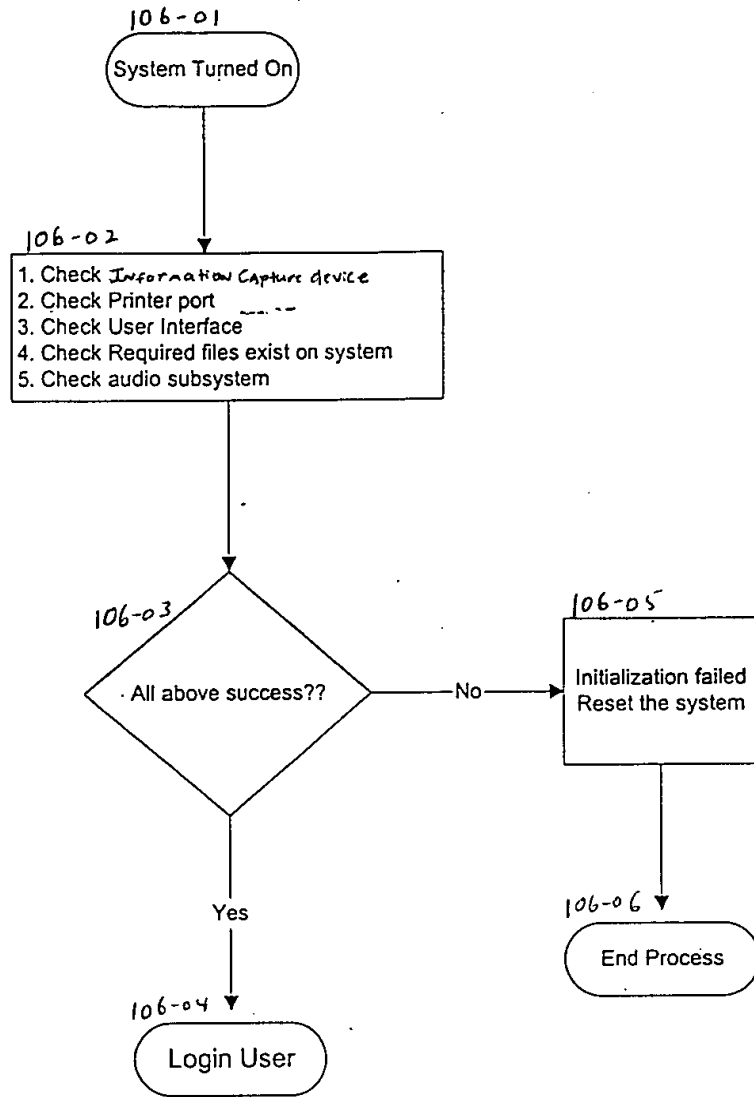 106-01
System Turned On
106-02
1. Check Information Capture device
2. Check Printer port
3. Check User Interface
4. Check Required files exist on system
5. Check audio subsystem
106-03
All above success??
No
106-05
Initialization failed
Reset the system
Yes
106-06
End Process
106-04
Login User